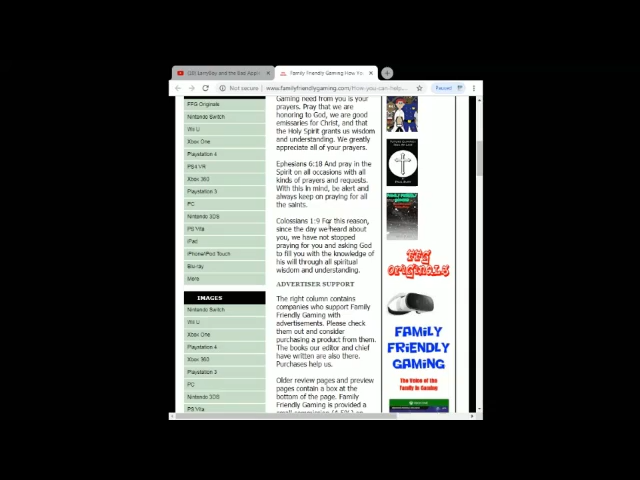 Family Friendly Gaming How Yo
Not secure
www.familyfriendlygaming.com/How-you-can-help...
Paused
FFG Originals
Nintendo Switch
Wii U
Xbox One
Playstation 4
PS4 VR
Xbox 360
Playstation 3
PC
Nintendo 3DS
PS Vita
iPad
iPhone/iPod Touch
Blu-ray
More
IMAGES
Nintendo Switch
Wii U
Xbox One
Playstation 4
Xbox 360
Playstation 3
PC
Nintendo 3DS
PS Vita
Gaming need from you is your
prayers. Pray that we are
honoring to God, we are good
emissaries for Christ, and that
the Holy Spirit grants us wisdom
and understanding. We greatly
appreciate all of your prayers.
Ephesians 6:18 And pray in the
Spirit on all occasions with all
kinds of prayers and requests.
With this in mind, be alert and
always keep on praying for all
the saints.
Colossians 1:9 For this reason,
since the day we heard about
you, we have not stopped
praying for you and asking God
to fill you with the knowledge of
his will through all spiritual
wisdom and understanding.
ADVERTISER SUPPORT
The right column contains
companies who support Family
Friendly Gaming with
advertisements. Please check
them out and consider
purchasing a product from them.
The books our editor and chief
have written are also there.
Purchases help us.
Older review pages and preview
pages contain a box at the
bottom of the page. Family
Friendly Gaming is provided a
FFG
ORIGINALS
FAMILY
FRIENDLY
GAMING
The Voice of the
Family in Gaming